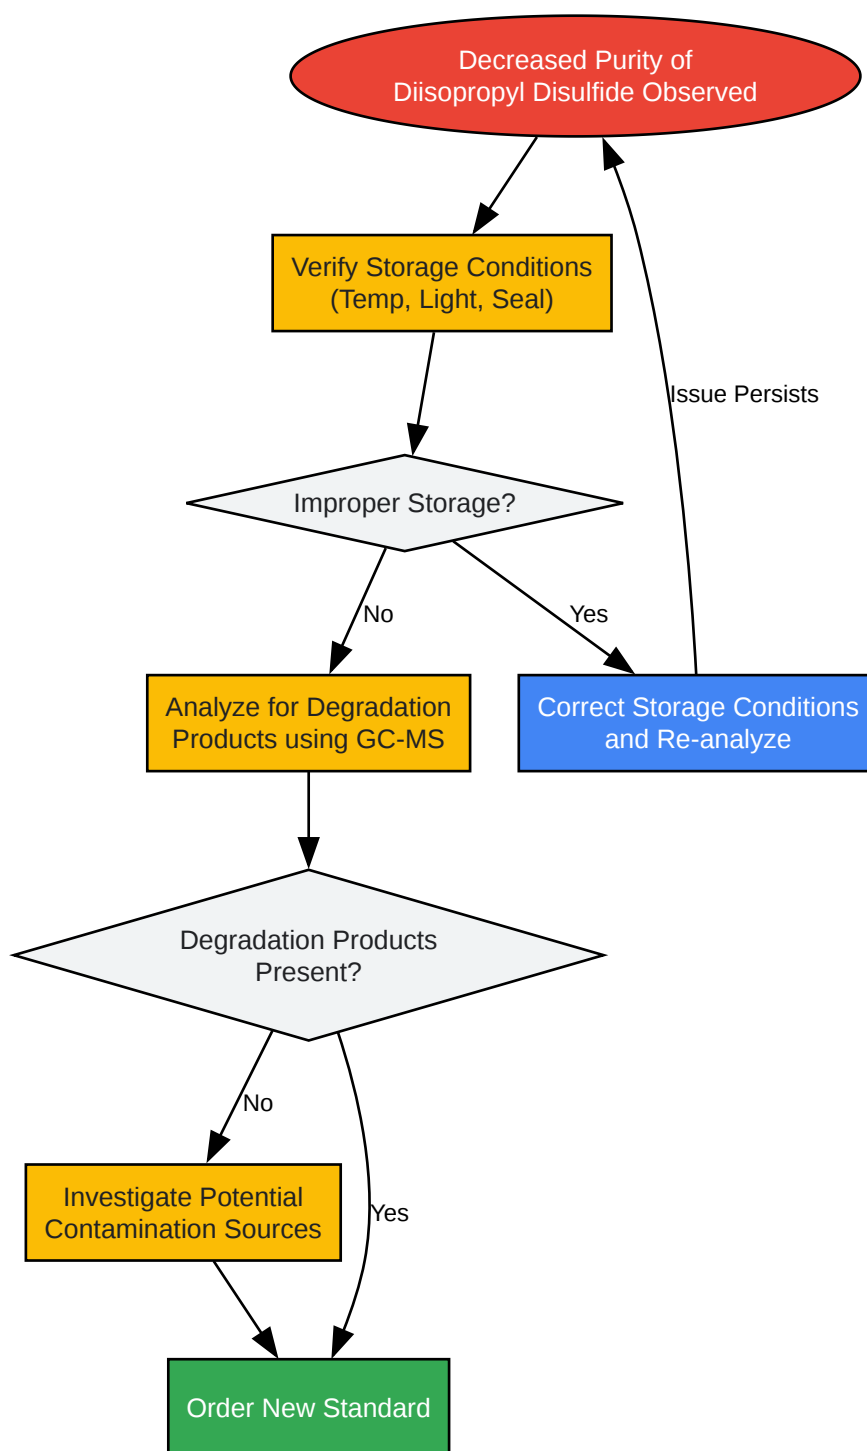 Decreased Purity of
Diisopropyl Disulfide Observed
Verify Storage Conditions
(Temp, Light, Seal)
Issue Persists
Improper Storage?
No
Yes
Analyze for Degradation
Products using GC-MS
Correct Storage Conditions
and Re-analyze
Degradation Products
Present?
No
Investigate Potential
Contamination Sources
Yes
Order New Standard